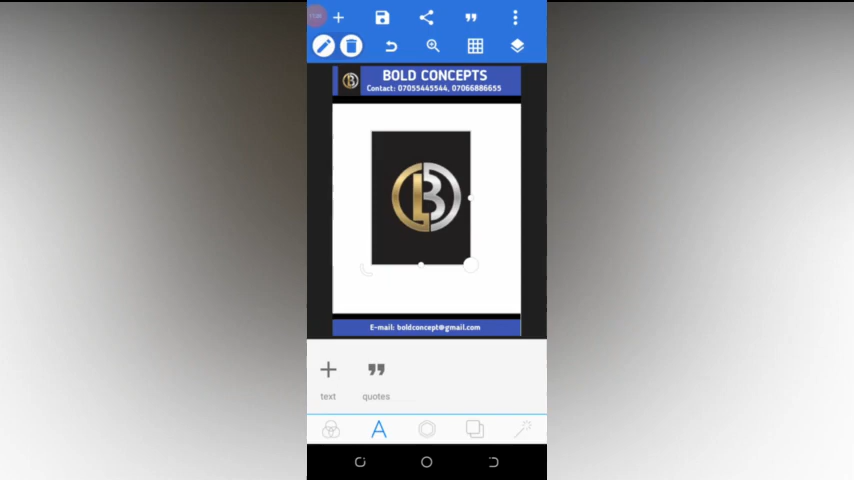 BOLD CONCEPTS
Contact: 07055445544, 07066886655
E-mail: boldconcept@gmail.com
text
quotes